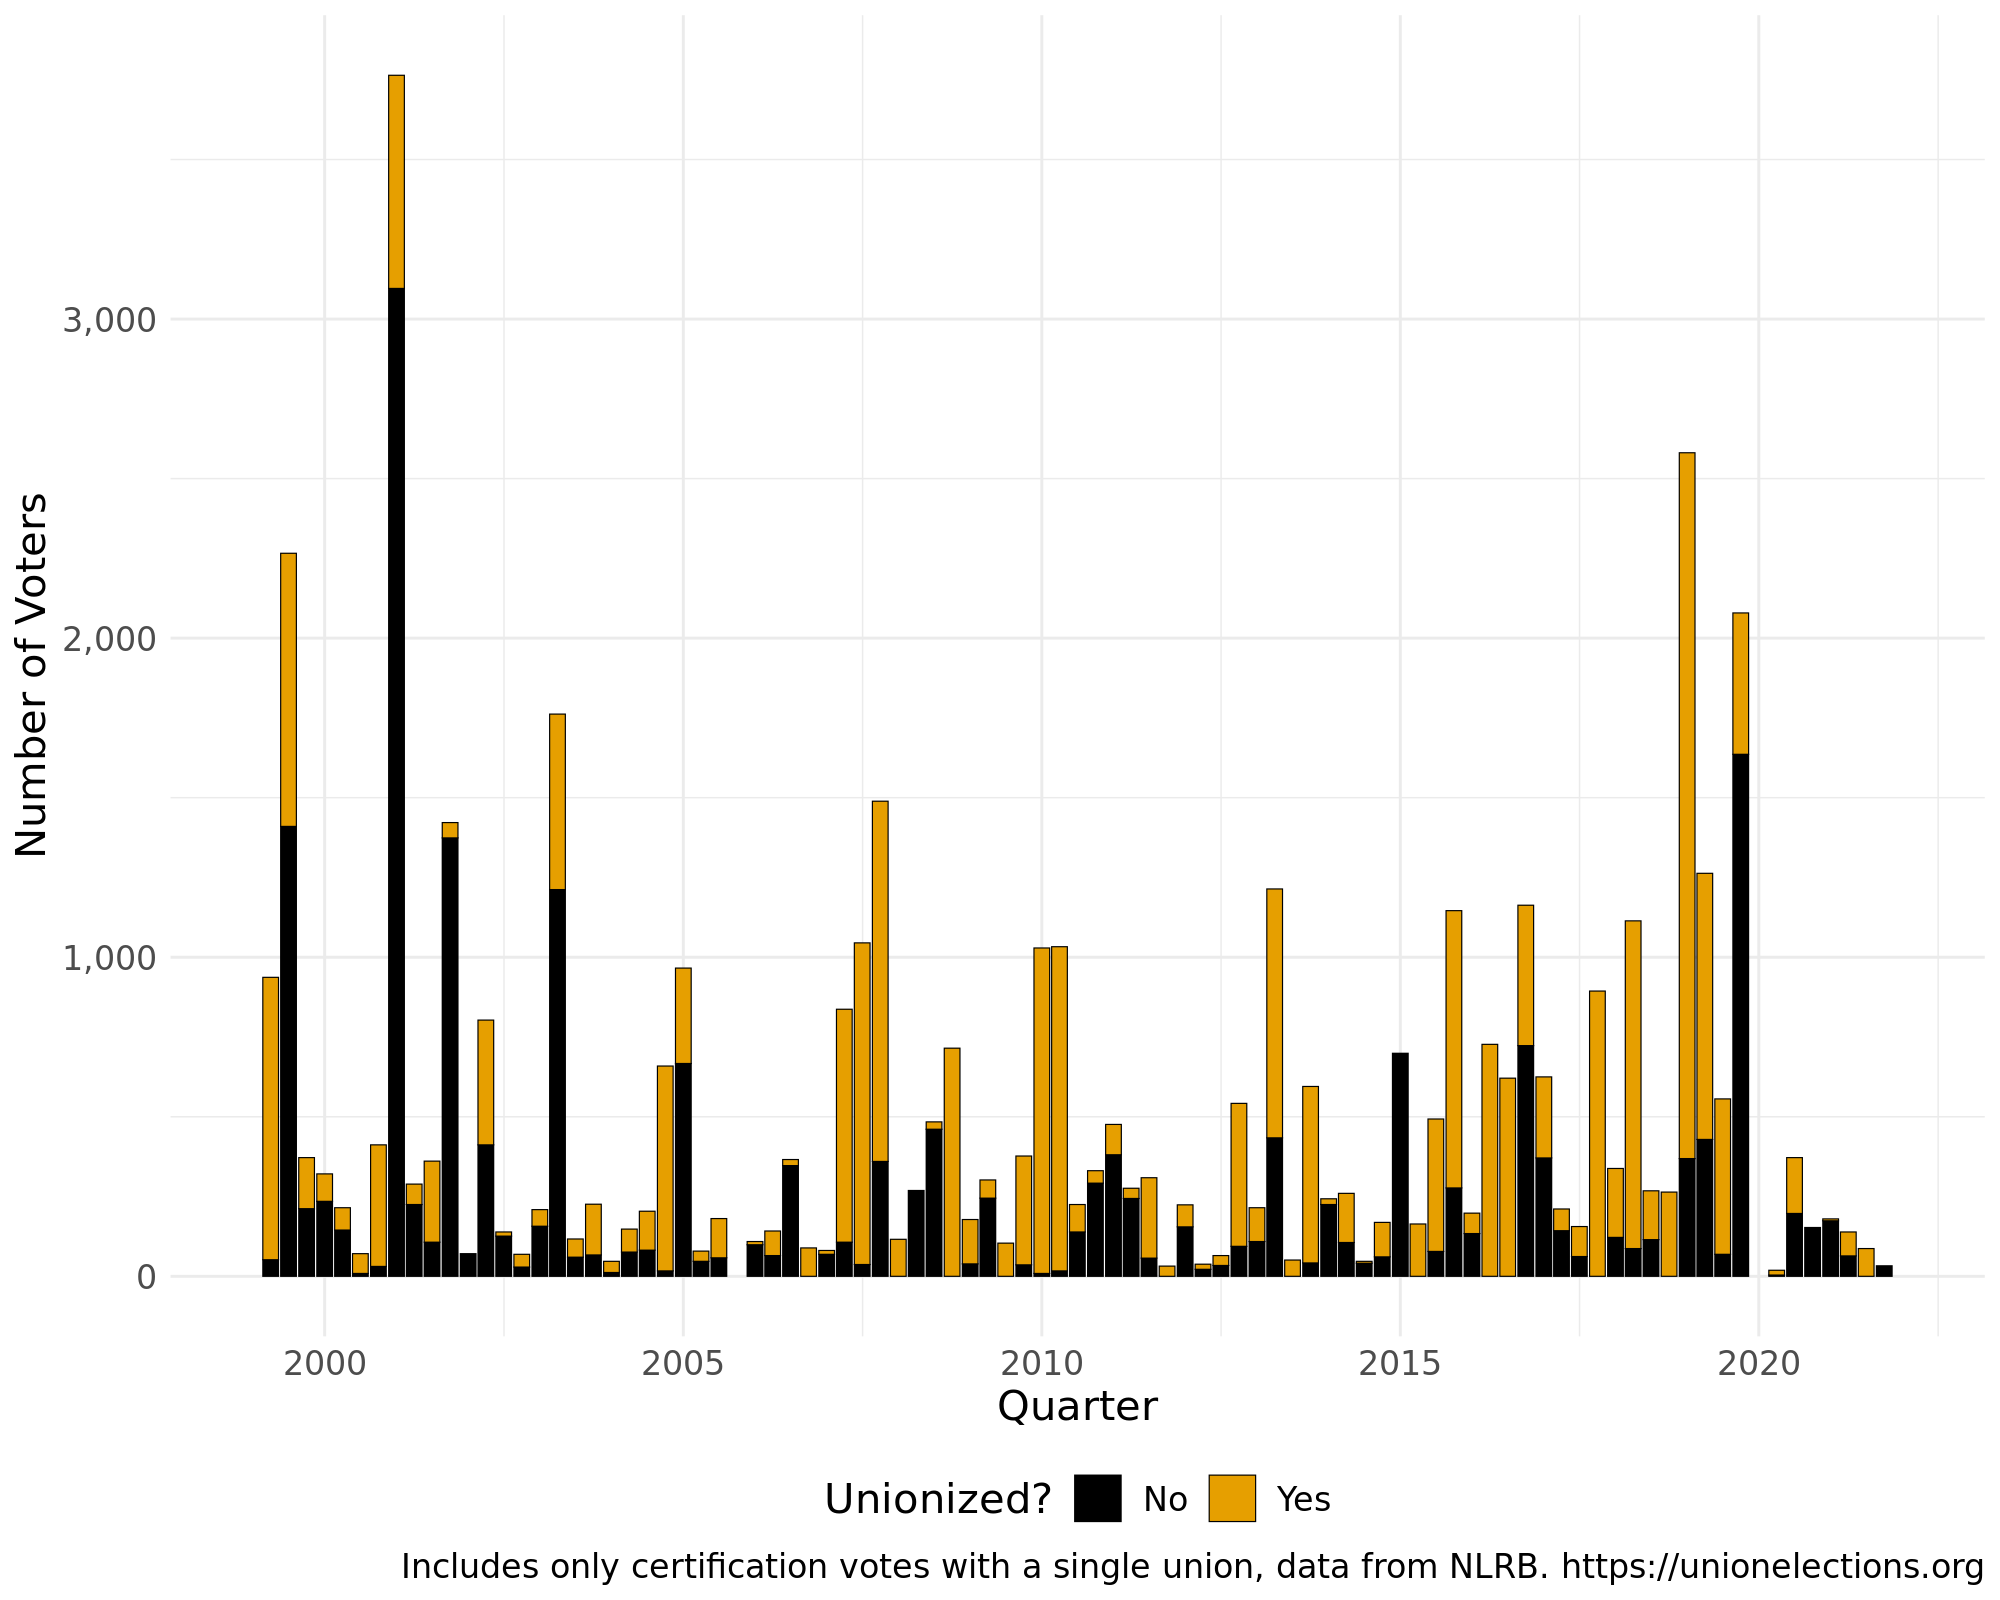 3,000
2,000
1,000
0
Number of Voters
2000 2005 2010 2015 2020
Quarter
Unionized? No Yes
Includes only certification votes with a single union, data from NLRB. https://unionelections.org